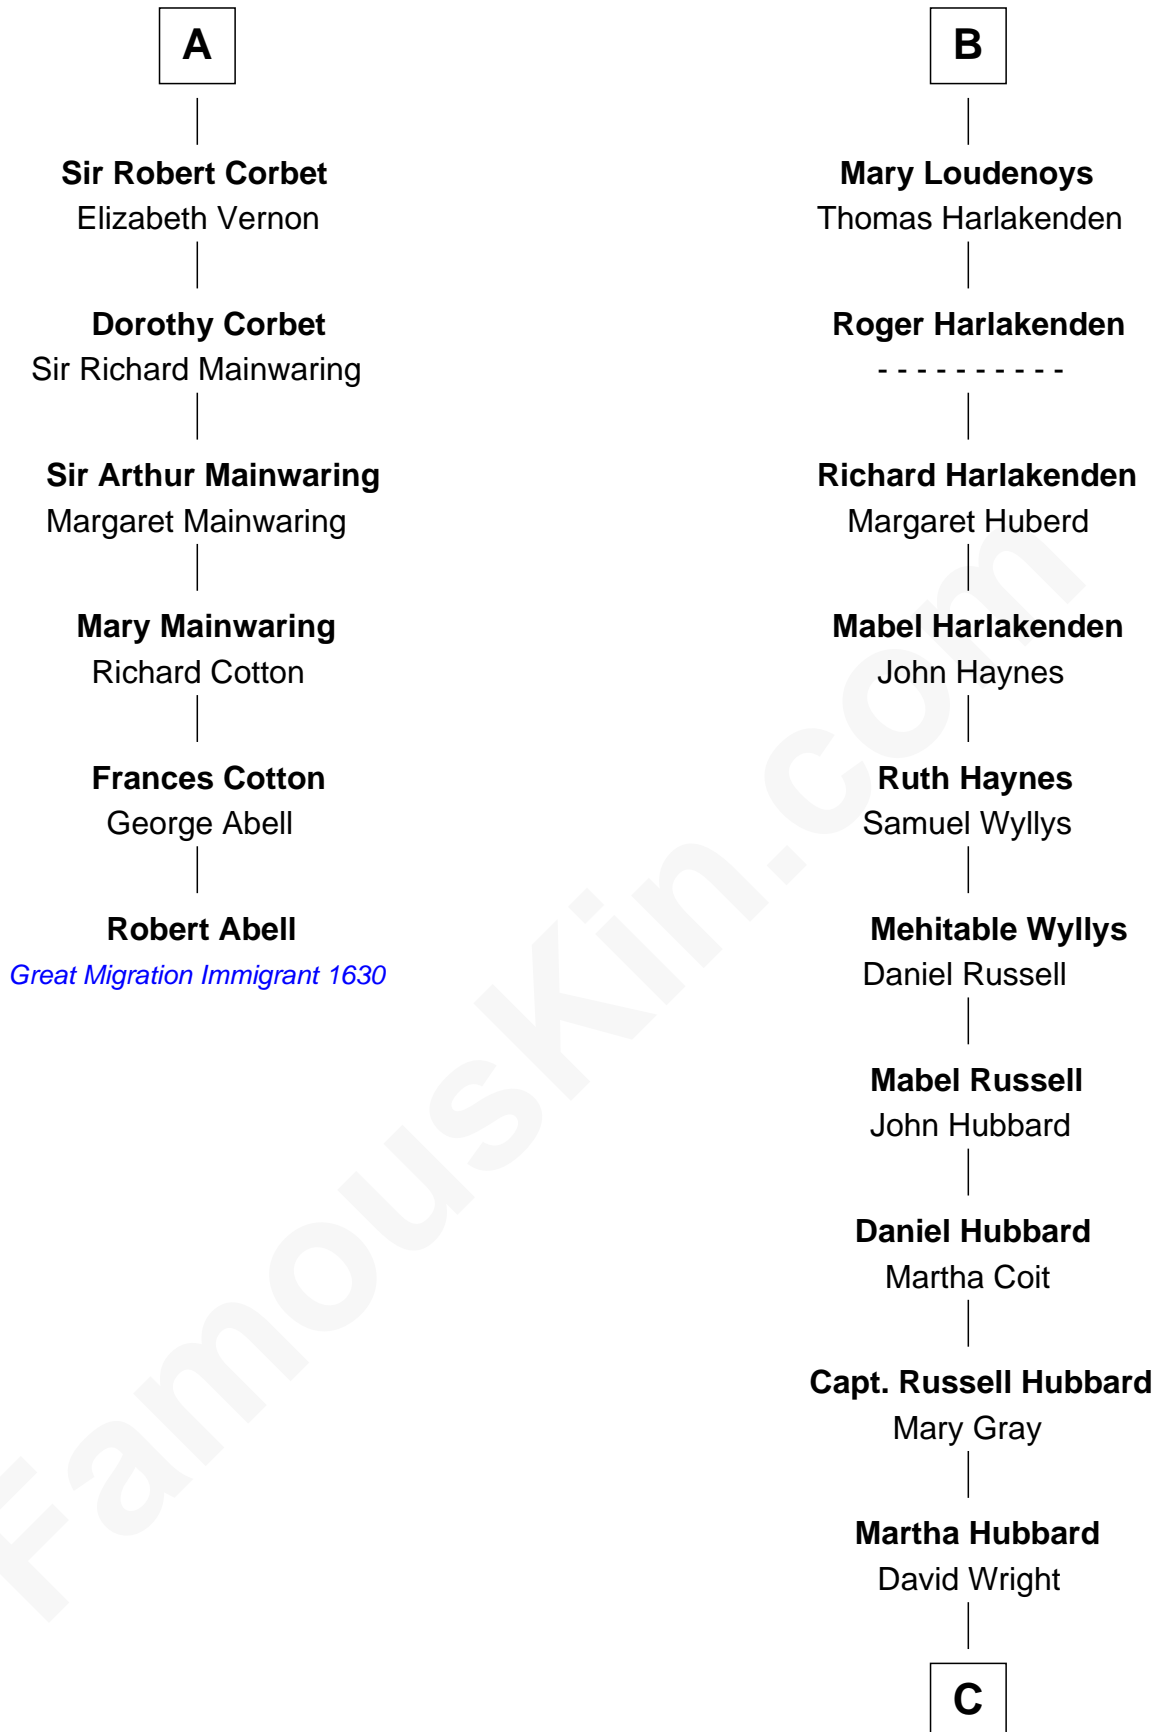 A
Sir Robert Corbet
Elizabeth Vernon
Dorothy Corbet
Sir Richard Mainwaring
Sir Arthur Mainwaring
Margaret Mainwaring
Mary Mainwaring
Richard Cotton
Frances Cotton
George Abell
Robert Abell
Great Migration Immigrant 1630
B
Mary Loudenoys
Thomas Harlakenden
Roger Harlakenden
- - - - - - - - - -
Richard Harlakenden
Margaret Huberd
Mabel Harlakenden
John Haynes
Ruth Haynes
Samuel Wyllys
Mehitable Wyllys
Daniel Russell
Mabel Russell
John Hubbard
Daniel Hubbard
Martha Coit
Capt. Russell Hubbard
Mary Gray
Martha Hubbard
David Wright
C
FamousKin.com